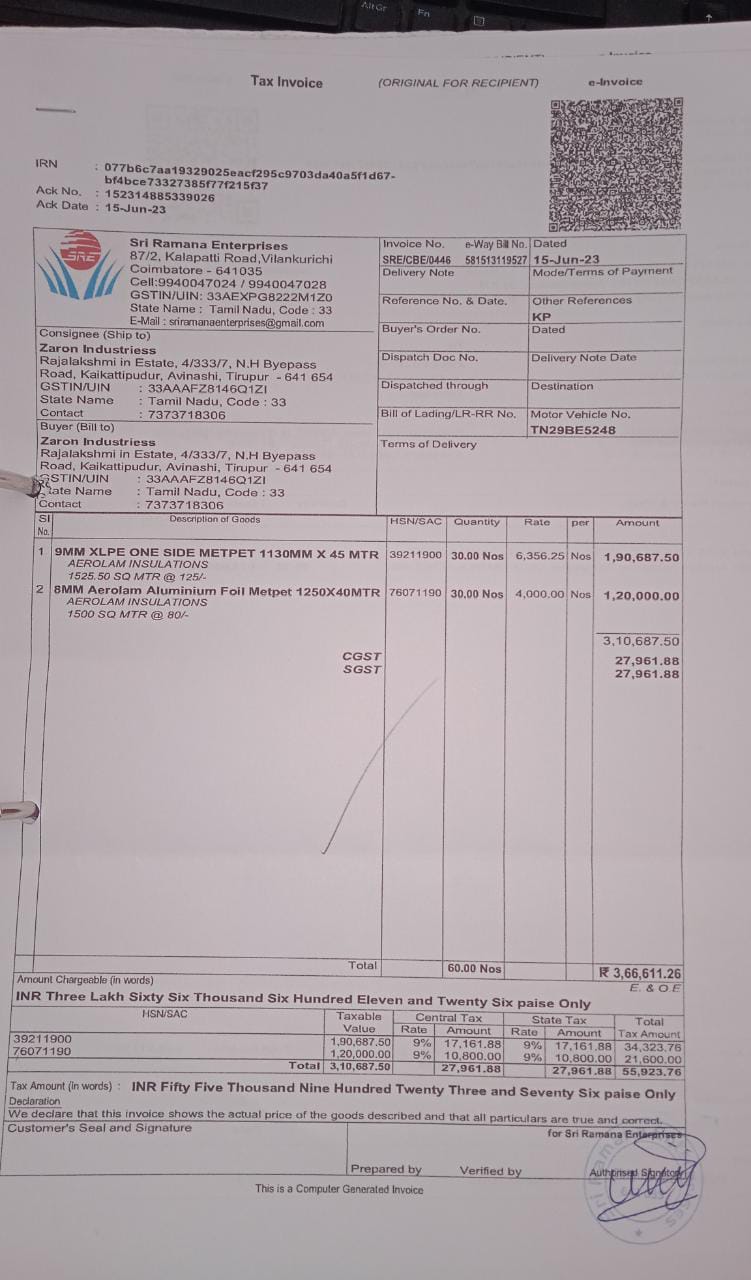 AltGr
Fn
Tax Invoice (ORIGINAL FOR RECIPIENT) e-Invoice
IRN : 077b6c7aa19329025eacf295c9703da40a5f1d67-
bf4bce73327385f77f215f37
Ack No. : 152314885339026
Ack Date : 15-Jun-23
SRE
Sri Ramana Enterprises
87/2, Kalapatti Road,Vilankurichi
Coimbatore - 641035
Cell:9940047024 / 9940047028
GSTIN/UIN: 33AEXPG8222M1Z0
State Name : Tamil Nadu, Code : 33
E-Mail : sriramanaenterprises@gmail.com
Invoice No. e-Way Bill No. Dated
SRE/CBE/0446 581513119527 15-Jun-23
Delivery Note Mode/Terms of Payment
Reference No. & Date. Other References
KP
Buyer's Order No. Dated
Dispatch Doc No. Delivery Note Date
Dispatched through Destination
Bill of Lading/LR-RR No. Motor Vehicle No.
TN29BE5248
Terms of Delivery
Consignee (Ship to)
Zaron Industriess
Rajalakshmi in Estate, 4/333/7, N.H Byepass
Road, Kaikattipudur, Avinashi, Tirupur - 641 654
GSTIN/UIN : 33AAAFZ8146Q1ZI
State Name : Tamil Nadu, Code : 33
Contact : 7373718306
Buyer (Bill to)
Zaron Industriess
Rajalakshmi in Estate, 4/333/7, N.H Byepass
Road, Kaikattipudur, Avinashi, Tirupur - 641 654
GSTIN/UIN : 33AAAFZ8146Q1ZI
State Name : Tamil Nadu, Code : 33
Contact : 7373718306
Sl No. Description of Goods HSN/SAC Quantity Rate per Amount
1 9MM XLPE ONE SIDE METPET 1130MM X 45 MTR 39211900 30.00 Nos 6,356.25 Nos 1,90,687.50
AEROLAM INSULATIONS
1525.50 SQ MTR @ 125/-
2 8MM Aerolam Aluminium Foil Metpet 1250X40MTR 76071190 30.00 Nos 4,000.00 Nos 1,20,000.00
AEROLAM INSULATIONS
1500 SQ MTR @ 80/-
3,10,687.50
CGST 27,961.88
SGST 27,961.88
Total 60.00 Nos ₹ 3,66,611.26
Amount Chargeable (in words) E. & O.E
INR Three Lakh Sixty Six Thousand Six Hundred Eleven and Twenty Six paise Only
HSN/SAC Taxable Value Central Tax State Tax Total Tax Amount
Rate Amount Rate Amount
39211900 1,90,687.50 9% 17,161.88 9% 17,161.88 34,323.76
76071190 1,20,000.00 9% 10,800.00 9% 10,800.00 21,600.00
Total 3,10,687.50 27,961.88 27,961.88 55,923.76
Tax Amount (in words) : INR Fifty Five Thousand Nine Hundred Twenty Three and Seventy Six paise Only
Declaration
We declare that this invoice shows the actual price of the goods described and that all particulars are true and correct.
Customer's Seal and Signature for Sri Ramana Enterprises
Prepared by Verified by Authorised Signatory
This is a Computer Generated Invoice